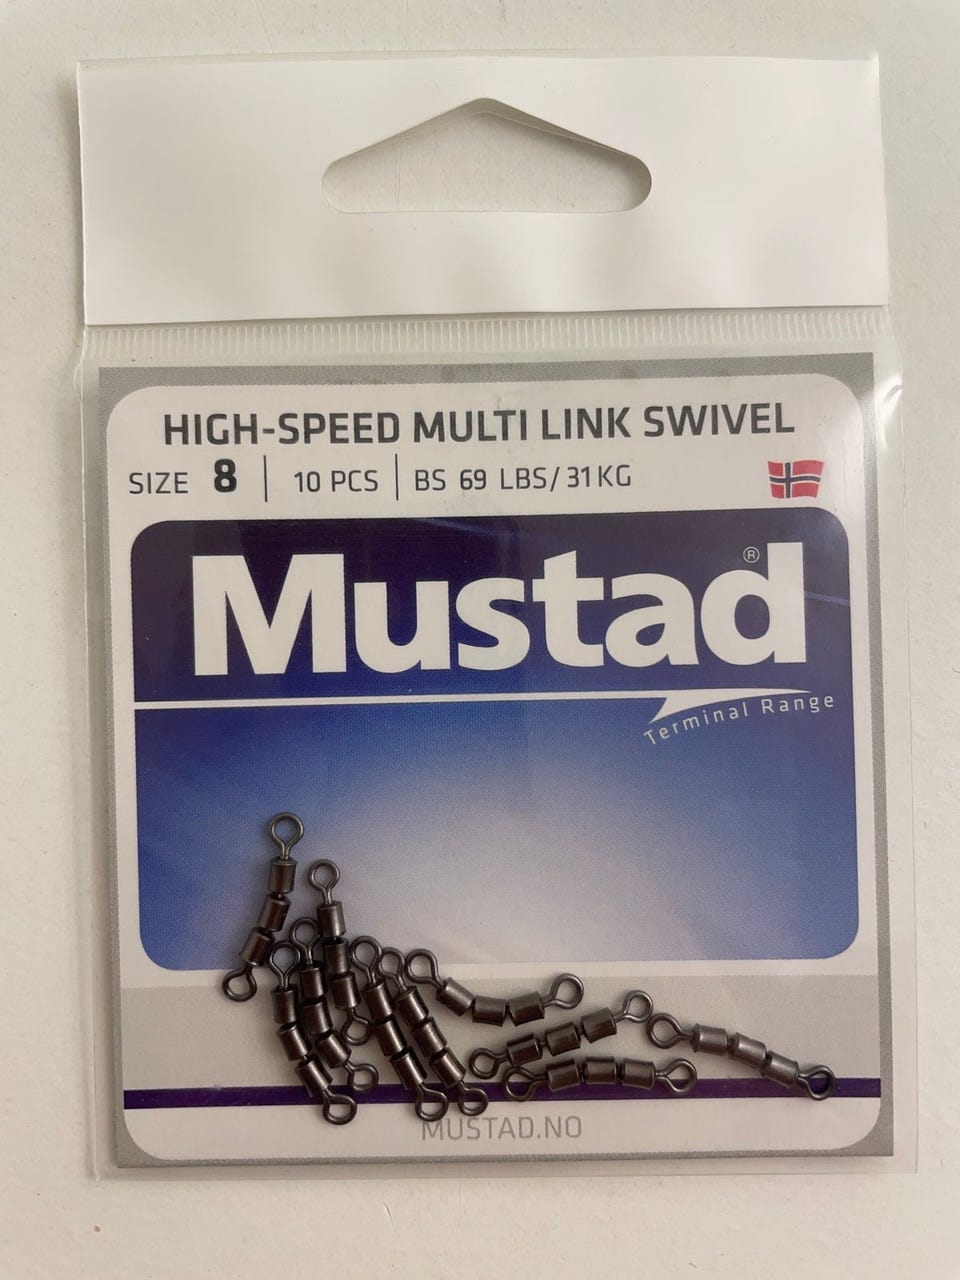 HIGH-SPEED MULTI LINK SWIVEL
SIZE 8 | 10 PCS | BS 69 LBS/31KG
Mustad®
Terminal Range
MUSTAD.NO